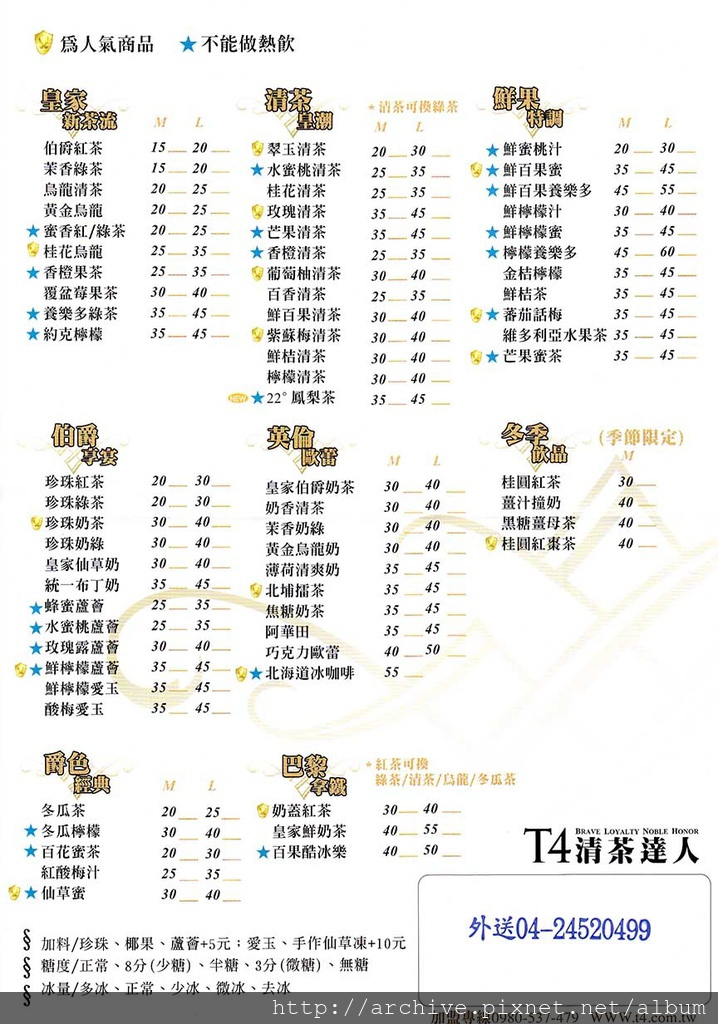 為人氣商品 ★不能做熱飲
皇家
新茶流
M L
伯爵紅茶 15 20
茉香綠茶 15 20
烏龍清茶 20 25
黃金烏龍 20 25
★蜜香紅/綠茶 20 25
桂花烏龍 25 35
★香橙果茶 25 35
覆盆莓果茶 30 40
★養樂多綠茶 35 45
★約克檸檬 35 45
清茶
皇潮
*清茶可換綠茶
M L
翠玉清茶 20 30
★水蜜桃清茶 25 35
桂花清茶 25 35
玫瑰清茶 35 45
★芒果清茶 35 45
★香橙清茶 35 45
葡萄柚清茶 30 40
百香清茶 25 35
鮮百果清茶 30 40
紫蘇梅清茶 35 45
鮮桔清茶 30 40
檸檬清茶 30 40
NEW ★22°鳳梨茶 35 45
鮮果
特調
M L
★鮮蜜桃汁 20 30
★鮮百果蜜 35 45
★鮮百果養樂多 45 55
鮮檸檬汁 30 40
★鮮檸檬蜜 35 45
★檸檬養樂多 45 60
金桔檸檬 35 45
鮮桔茶 35 45
★蕃茄話梅 35 45
維多利亞水果茶 35 45
★芒果蜜茶 35 45
伯爵
享宴
珍珠紅茶 20 30
珍珠綠茶 20 30
珍珠奶茶 30 40
珍珠奶綠 30 40
皇家仙草奶 30 40
統一布丁奶 35 45
★蜂蜜蘆薈 25 35
★水蜜桃蘆薈 25 35
★玫瑰露蘆薈 30 40
★鮮檸檬蘆薈 35 45
鮮檸檬愛玉 35 45
酸梅愛玉 35 45
英倫
歐蕾
M L
皇家伯爵奶茶 30 40
奶香清茶 30 40
茉香奶綠 30 40
黃金烏龍奶 30 40
薄荷清爽奶 35 45
北埔擂茶 35 45
焦糖奶茶 35 45
阿華田 35 45
巧克力歐蕾 40 50
★北海道冰咖啡 55
冬季
飲品
(季節限定)
M
桂圓紅茶 30
薑汁撞奶 40
黑糖薑母茶 40
桂圓紅棗茶 40
爵色
經典
M L
冬瓜茶 20 25
★冬瓜檸檬 30 40
★百花蜜茶 20 30
紅酸梅汁 25 35
★仙草蜜 30 40
巴黎
拿鐵
*紅茶可換
綠茶/清茶/烏龍/冬瓜茶
奶蓋紅茶 30 40
皇家鮮奶茶 40 55
★百果酷冰樂 40 50
BRAVE LOYALTY NOBLE HONOR
T4清茶達人
外送04-24520499
§ 加料/珍珠、椰果、蘆薈+5元；愛玉、手作仙草凍+10元
§ 糖度/正常、8分(少糖)、半糖、3分(微糖)、無糖
§ 冰量/多冰、正常、少冰、微冰、去冰
http://archive.pixnet.net/album
加盟專線0980-537-479 www.t4.com.tw